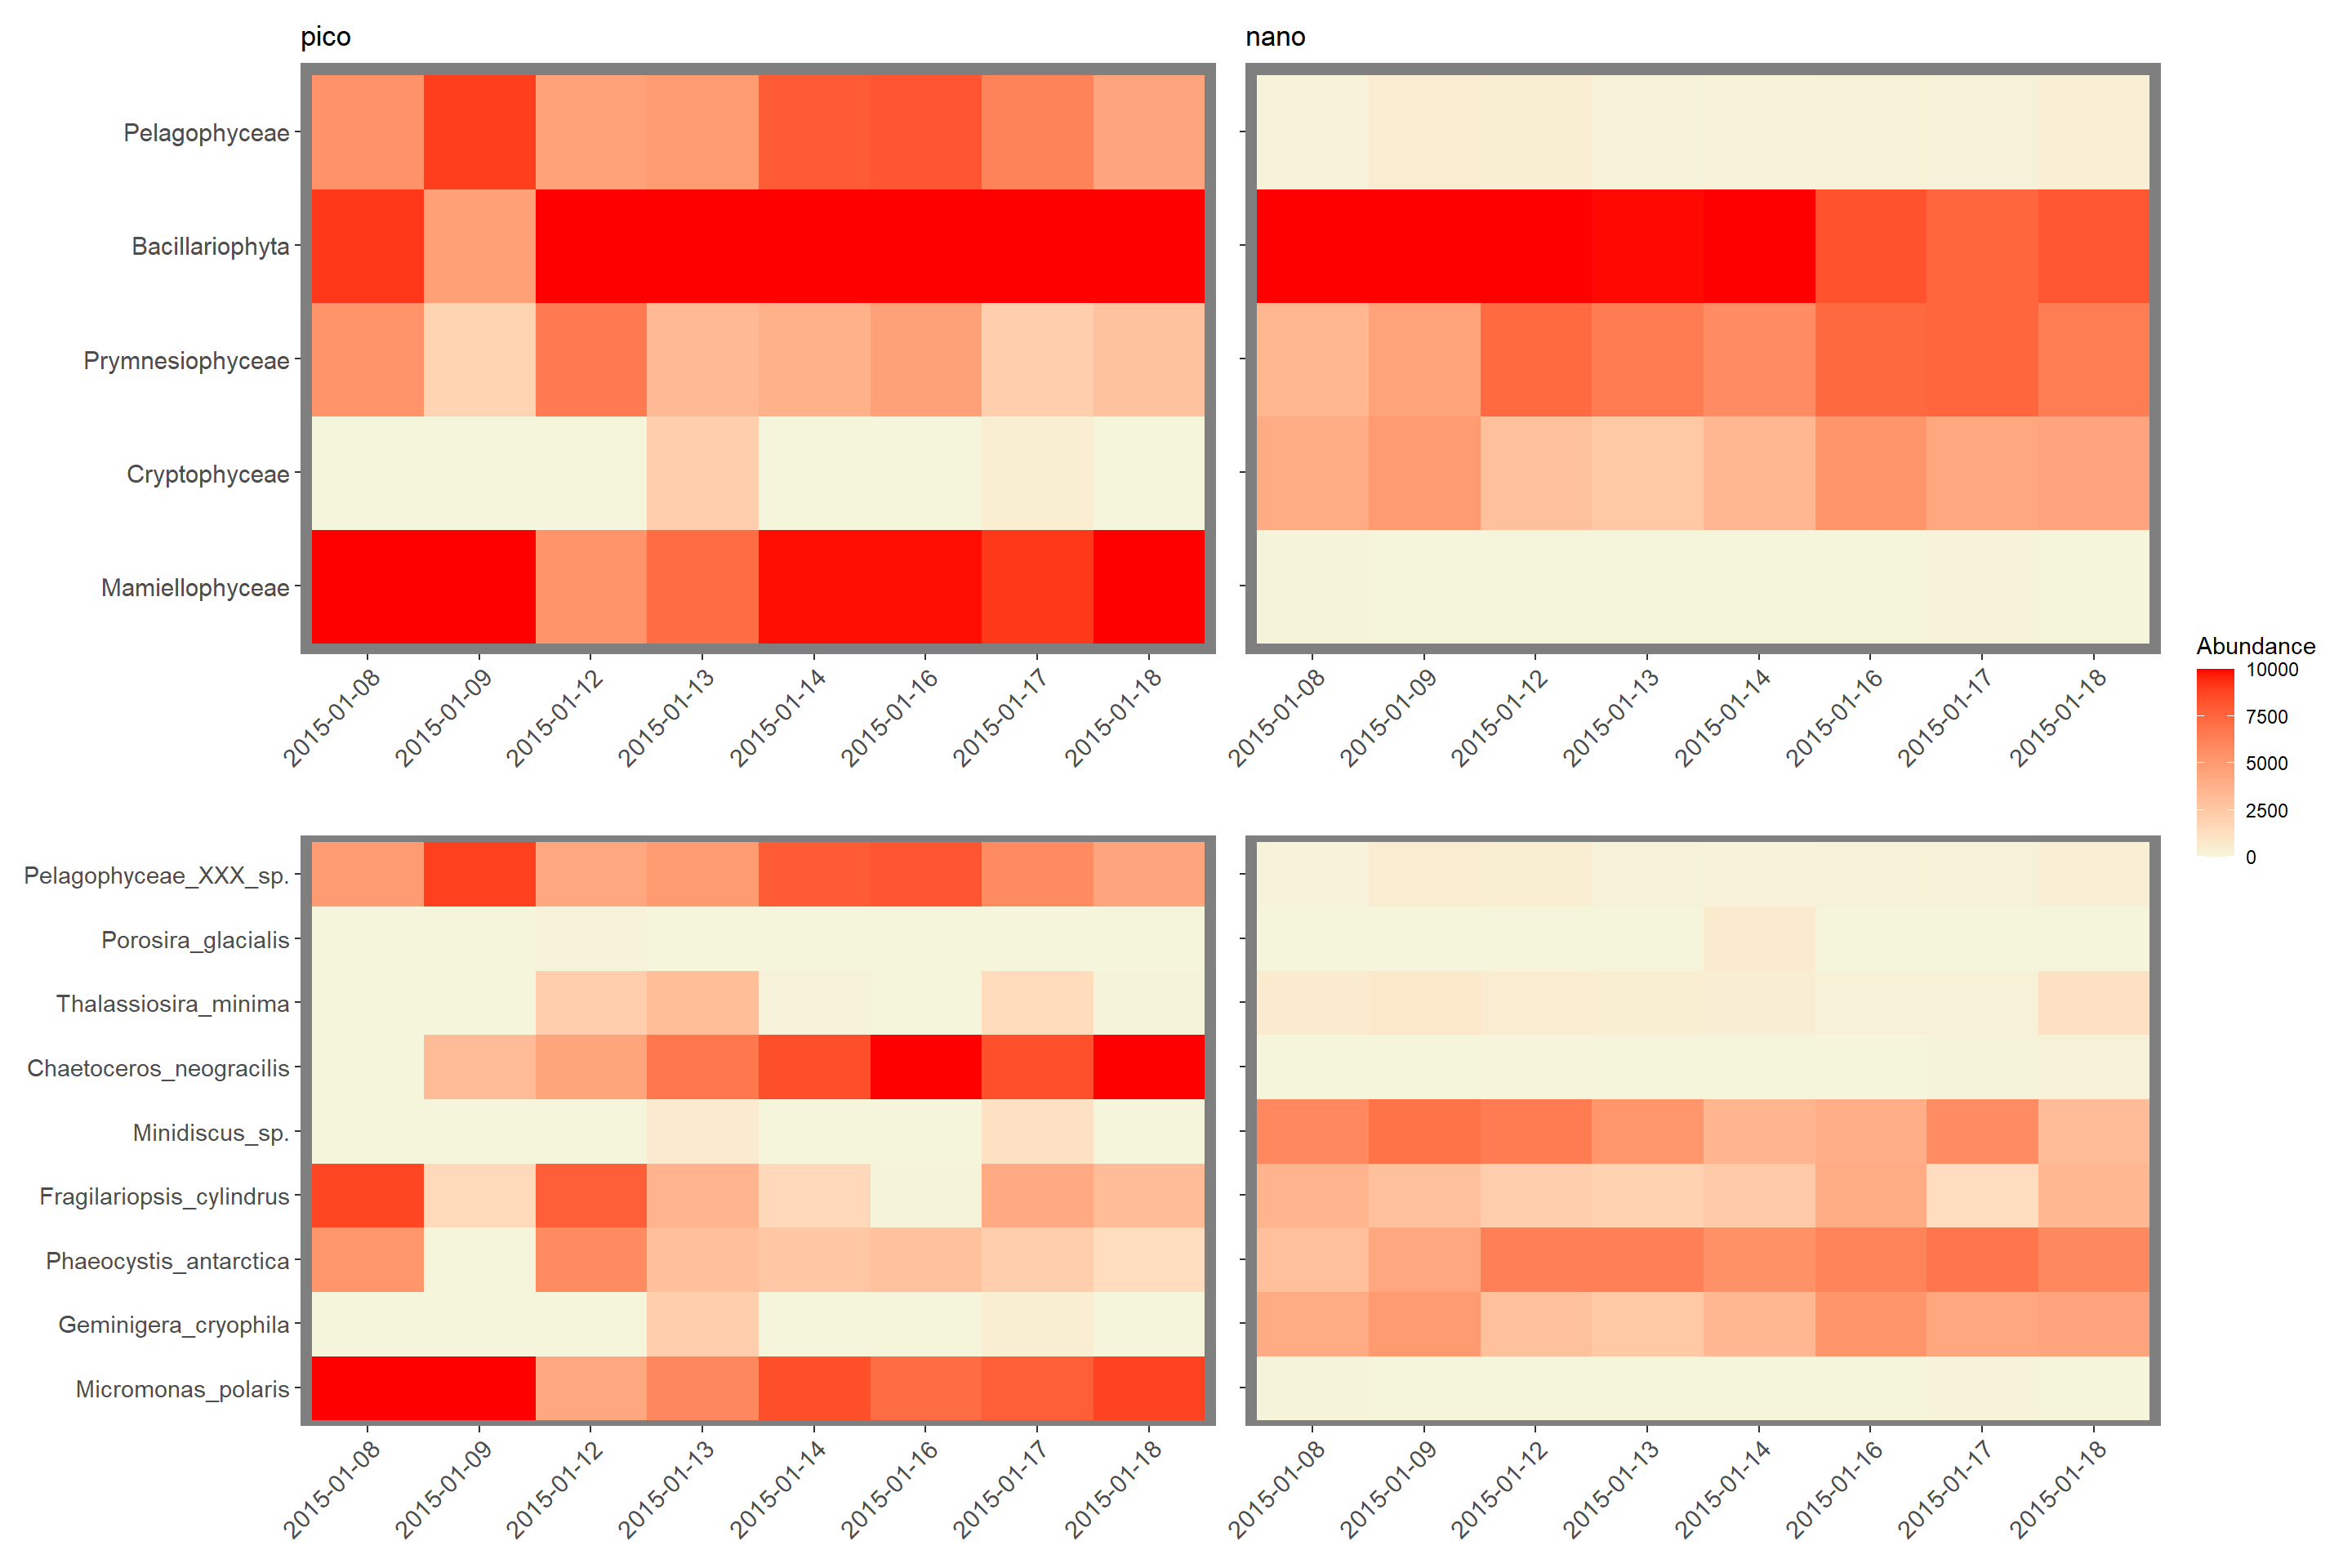 pico
nano
Pelagophyceae
Bacillariophyta
Prymnesiophyceae
Cryptophyceae
Mamiellophyceae
2015-01-08
2015-01-09
2015-01-12
2015-01-13
2015-01-14
2015-01-16
2015-01-17
2015-01-18
2015-01-08
2015-01-09
2015-01-12
2015-01-13
2015-01-14
2015-01-16
2015-01-17
2015-01-18
Abundance
10000
7500
5000
2500
0
Pelagophyceae_XXX_sp.
Porosira_glacialis
Thalassiosira_minima
Chaetoceros_neogracilis
Minidiscus_sp.
Fragilariopsis_cylindrus
Phaeocystis_antarctica
Geminigera_cryophila
Micromonas_polaris
2015-01-08
2015-01-09
2015-01-12
2015-01-13
2015-01-14
2015-01-16
2015-01-17
2015-01-18
2015-01-08
2015-01-09
2015-01-12
2015-01-13
2015-01-14
2015-01-16
2015-01-17
2015-01-18